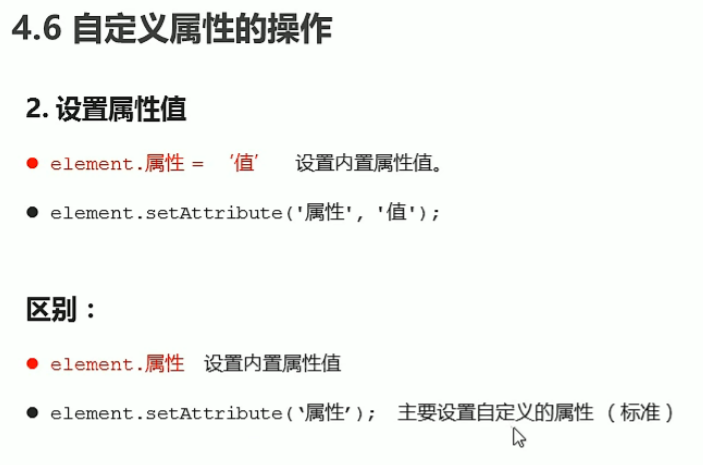 4.6 自定义属性的操作
2. 设置属性值
● element.属性 = ‘值’ 设置内置属性值。
● element.setAttribute('属性', '值');
区别：
● element.属性 设置内置属性值
● element.setAttribute(‘属性’); 主要设置自定义的属性 （标准）